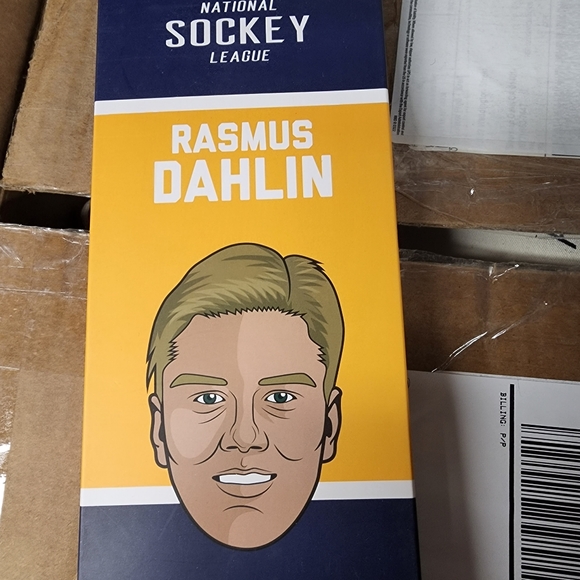 NATIONAL
SOCKEY
LEAGUE
RASMUS
DAHLIN
BILLING: P/P